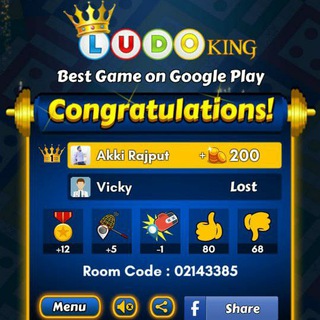 LUDO KING
Best Game on Google Play
Congratulations!
1 Akki Rajput + 200
Vicky Lost
+12 +5 -1 80 68
Room Code : 02143385
Menu f Share